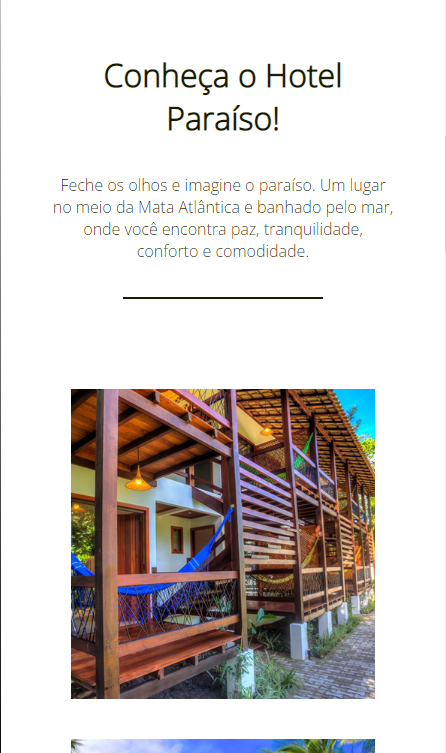 Conheça o Hotel
Paraíso!
Feche os olhos e imagine o paraíso. Um lugar
no meio da Mata Atlântica e banhado pelo mar,
onde você encontra paz, tranquilidade,
conforto e comodidade.